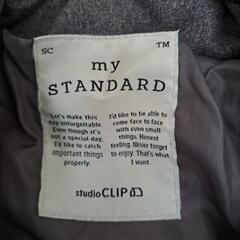 SC TM
my
STANDARD
Let's make this
day unforgettable.
Even though it's
not a special day,
I'd like to catch
important things
properly.
I'd like to be able to
come face to face
with even small
things. Honest
feeling. Never forget
to enjoy. That's what
I want.
studio CLIP